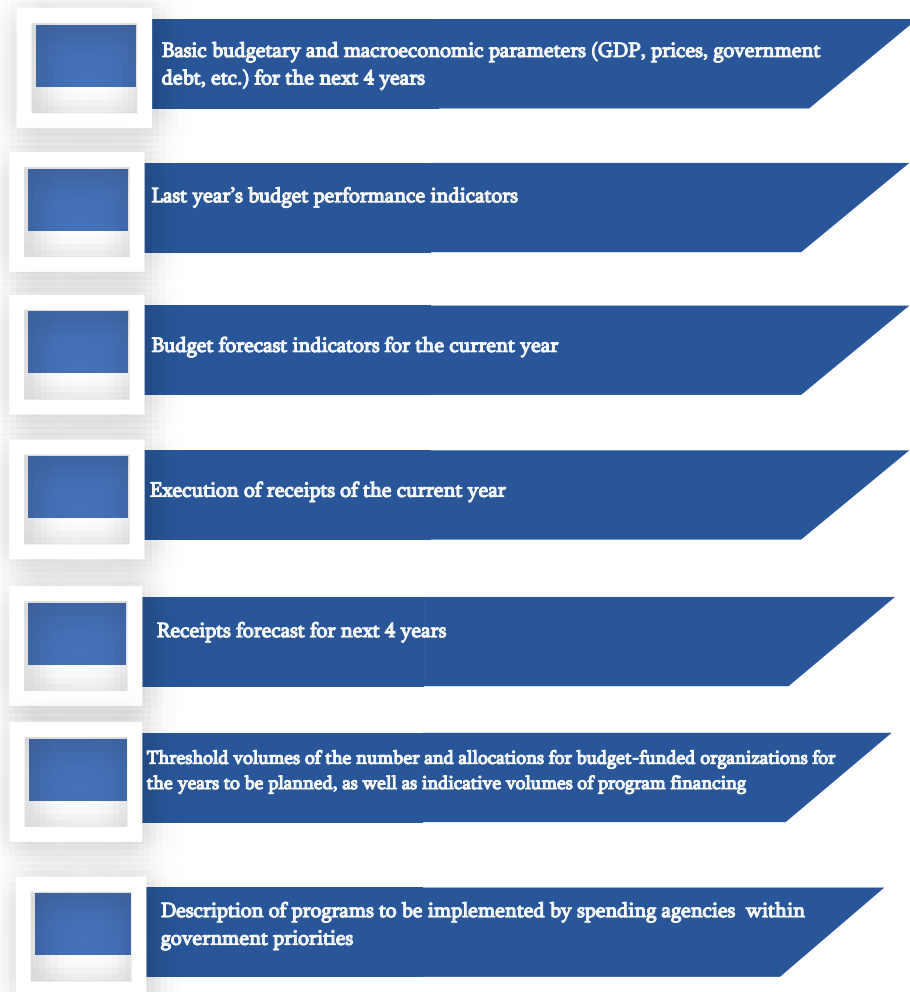 Basic budgetary and macroeconomic parameters (GDP, prices, government
debt, etc.) for the next 4 years
Last year’s budget performance indicators
Budget forecast indicators for the current year
Execution of receipts of the current year
Receipts forecast for next 4 years
Threshold volumes of the number and allocations for budget-funded organizations for
the years to be planned, as well as indicative volumes of program financing
Description of programs to be implemented by spending agencies  within
government priorities